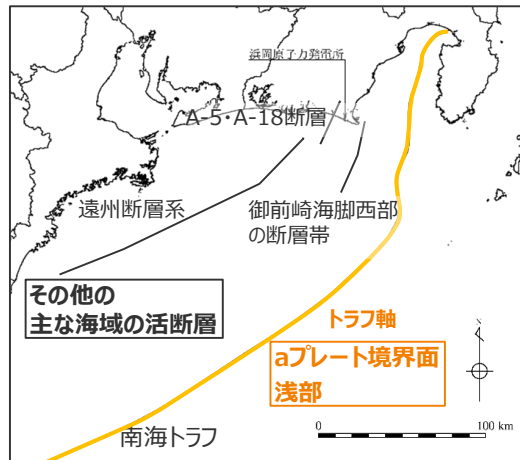 浜岡原子力発電所
A-5・A-18断層
遠州断層系
御前崎海脚西部
の断層帯
その他の
主な海域の活断層
トラフ軸
aプレート境界面
浅部
南海トラフ
N
0 100 km